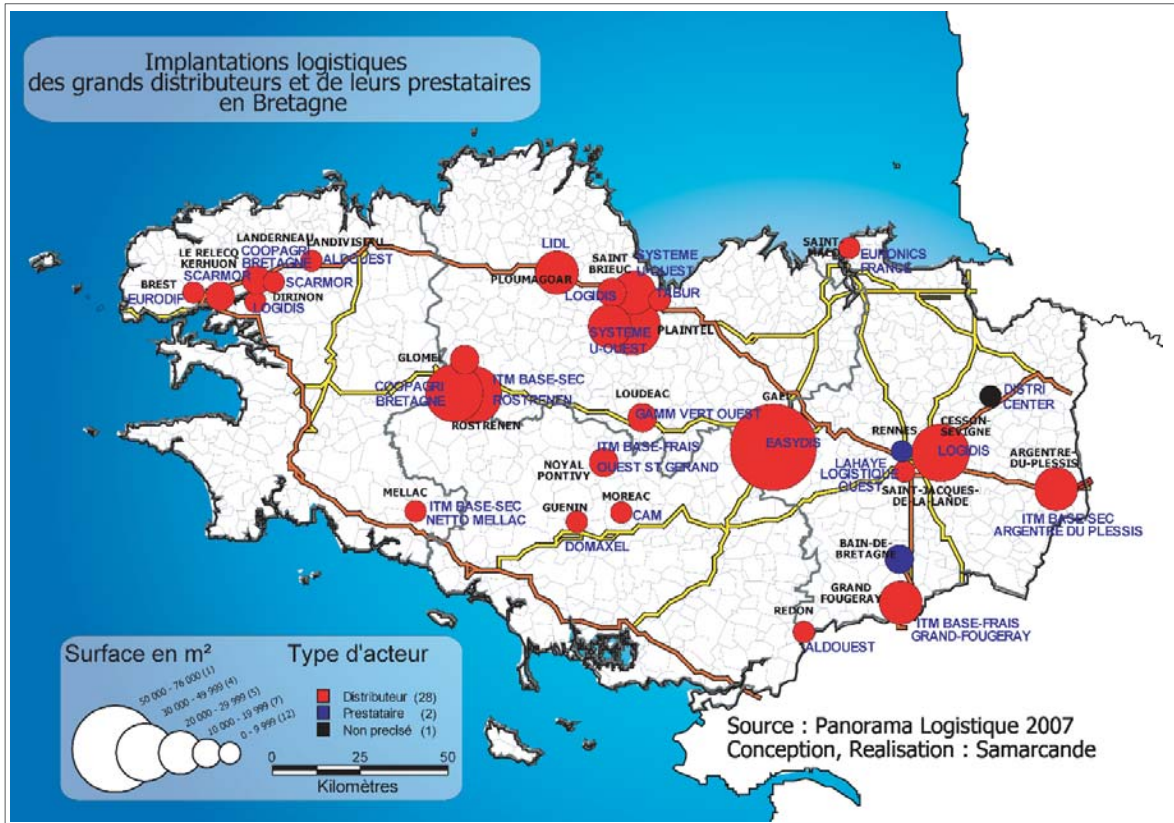 Implantations logistiques
des grands distributeurs et de leurs prestataires
en Bretagne
LANDERNEAU
COOPAGRI
BRETAGNE
LANDIVISIAU
ALDOUEST
LE RELECQ
KERHUON
SCARMOR
SCARMOR
BREST
EURODIF
DIRINON
LOGIDIS
LIDL
PLOUMAGOAR
SAINT
BRIEUC
SYSTEME
U-OUEST
LOGIDIS
TABUR
SYSTEME
U-OUEST
PLAINTEL
SAINT
MALO
EURONICS
FRANCE
GLOMEL
COOPAGRI
BRETAGNE
ITM BASE-SEC
ROSTRENEN
ROSTRENEN
LOUDEAC
GAMM VERT OUEST
GAEL
EASYDIS
ITM BASE-FRAIS
OUEST ST GERAND
NOYAL
PONTIVY
MELLAC
ITM BASE-SEC
NETTO MELLAC
GUENIN
DOMAXEL
MOREAC
CAM
DISTRI
CENTER
RENNES
CESSON-
SEVIGNE
LOGIDIS
LAHAYE
LOGISTIQUE
OUEST
SAINT-JACQUES-
DE-LA-LANDE
ARGENTRE-
DU-PLESSIS
ITM BASE-SEC
ARGENTRE DU PLESSIS
BAIN-DE-
BRETAGNE
GRAND
FOUGERAY
ITM BASE-FRAIS
GRAND-FOUGERAY
REDON
ALDOUEST
Surface en m²
50 000 - 76 000 (1)
30 000 - 49 999 (4)
20 000 - 29 999 (5)
10 000 - 19 999 (7)
0 - 9 999 (12)
Type d'acteur
Distributeur (28)
Prestataire (2)
Non precisé (1)
0 25 50
Kilomètres
Source : Panorama Logistique 2007
Conception, Realisation : Samarcande